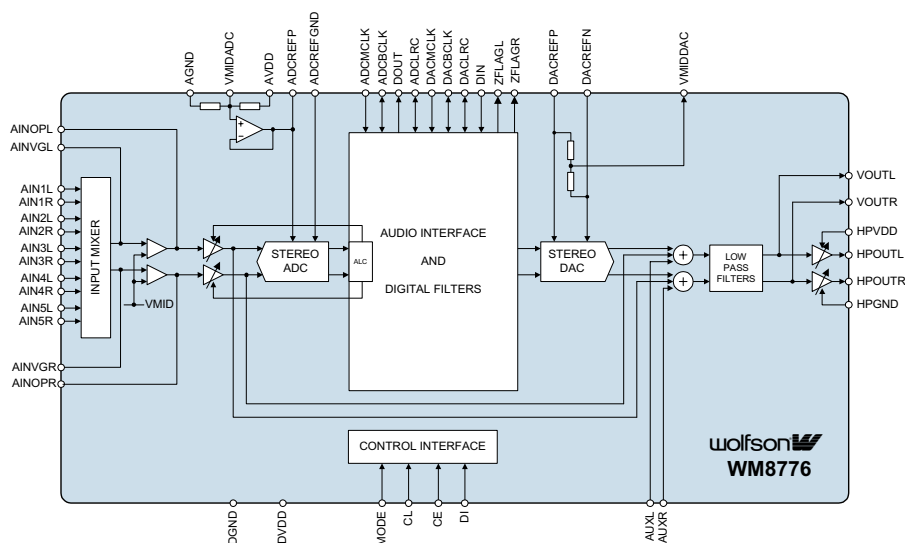 AGND
VMIDADC
AVDD
ADCREFP
ADCREFGND
ADCMCLK
ADCBCLK
DOUT
ADCLRC
DACMCLK
DACBCLK
DACLRC
DIN
ZFLAGL
ZFLAGR
DACREFP
DACREFN
VMIDDAC
AINOPL
AINVGL
AIN1L
AIN1R
AIN2L
AIN2R
AIN3L
AIN3R
AIN4L
AIN4R
AIN5L
AIN5R
AINVGR
AINOPR
INPUT MIXER
+
−
VMID
STEREO
ADC
ALC
AUDIO INTERFACE
AND
DIGITAL FILTERS
STEREO
DAC
+
+
LOW
PASS
FILTERS
VOUTL
VOUTR
HPVDD
HPOUTL
HPOUTR
HPGND
CONTROL INTERFACE
wolfson
WM8776
DGND
DVDD
MODE
CL
CE
DI
AUXL
AUXR